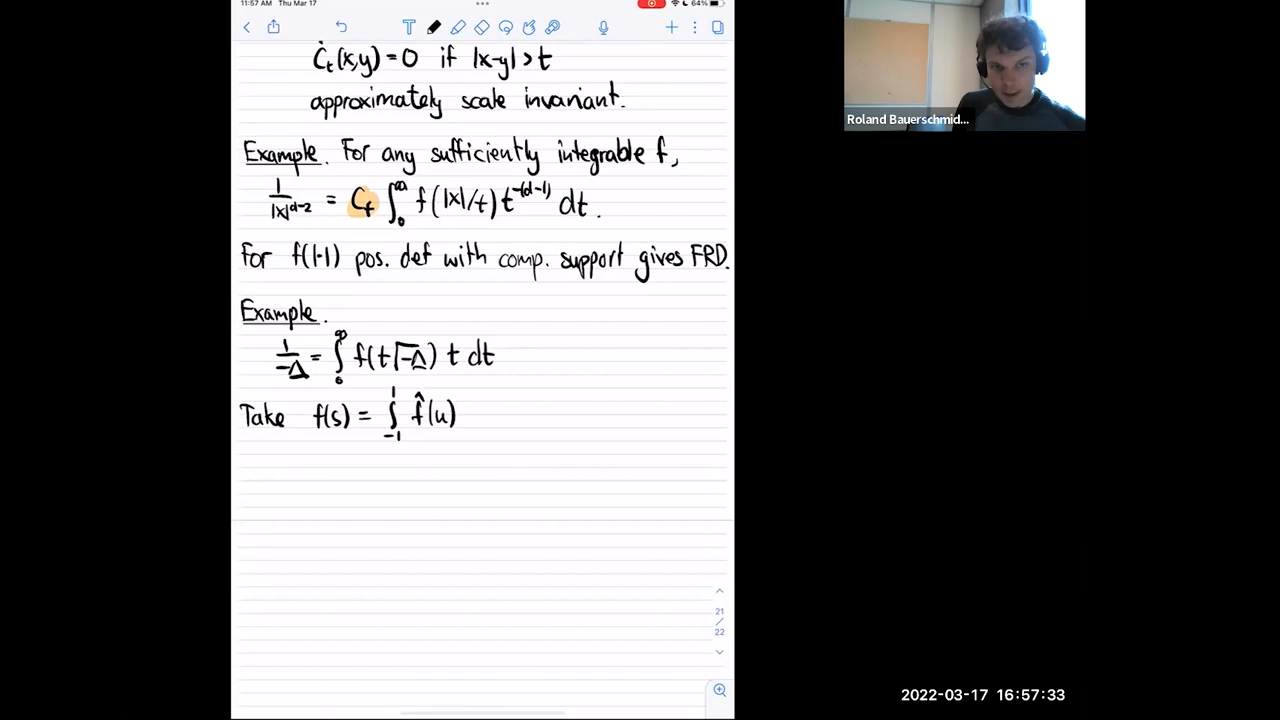 11:57 AM Thu Mar 17
64%
Ċₜ(x,y) = 0 if |x-y| > t
approximately scale invariant.
Example. For any sufficiently integrable f,
1/|x|^{d-2} = C_f ∫_0^∞ f(|x|/t) t^{-(d-1)} dt.
For f(|·|) pos. def with comp. support gives FRD.
Example.
1/-Δ = ∫_0^∞ f(t√-Δ) t dt
Take f(s) = ∫_{-1}^1 f̂(u)
21
/
22
Roland Bauerschmid...
2022-03-17 16:57:33